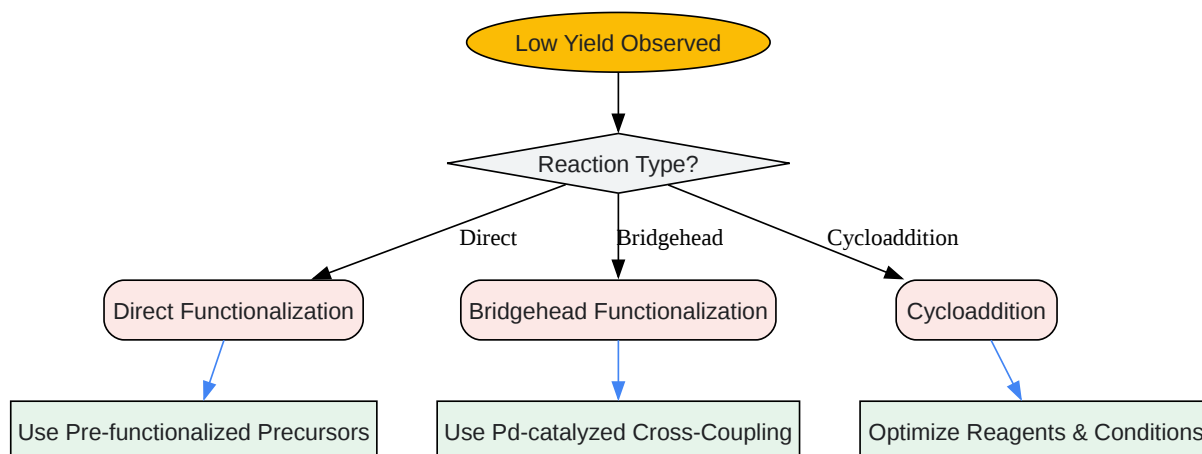 Low Yield Observed
Reaction Type?
Direct
Bridgehead
Cycloaddition
Direct Functionalization
Bridgehead Functionalization
Cycloaddition
Use Pre-functionalized Precursors
Use Pd-catalyzed Cross-Coupling
Optimize Reagents & Conditions